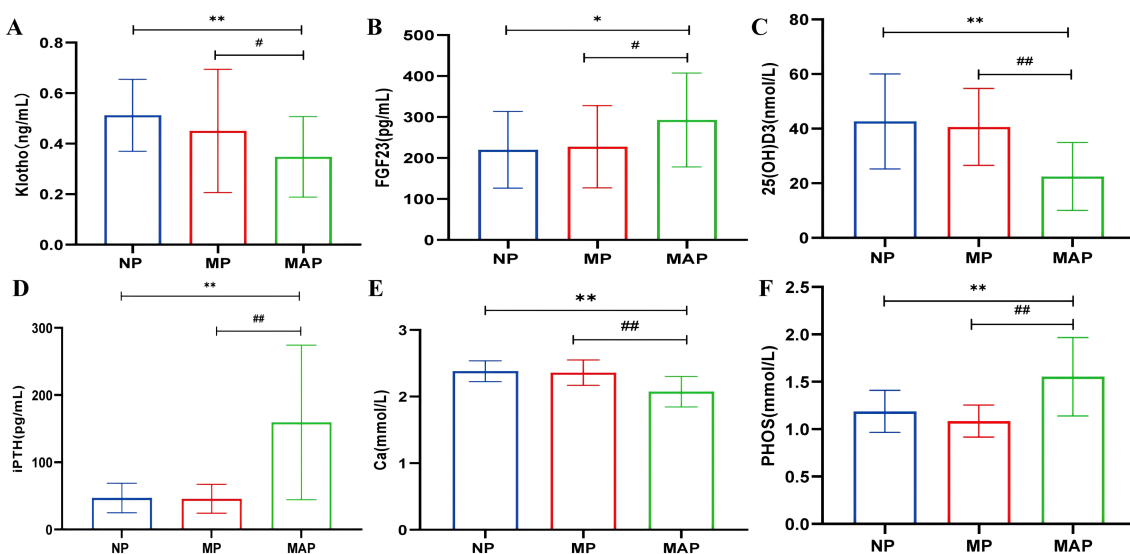 A
**
#
Klotho(ng/mL)
0.8
0.6
0.4
0.2
0.0
NP MP MAP
B
*
#
FGF23(pg/mL)
500
400
300
200
100
0
NP MP MAP
C
**
##
25(OH)D3(nmol/L)
80
60
40
20
0
NP MP MAP
D
**
##
iPTH(pg/mL)
300
200
100
0
NP MP MAP
E
**
##
Ca(mmol/L)
3
2
1
0
NP MP MAP
F
**
##
PHOS(mmol/L)
2.5
2.0
1.5
1.0
0.5
0.0
NP MP MAP